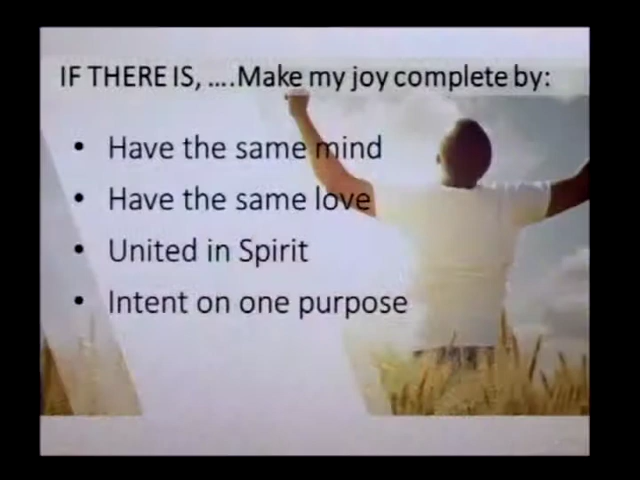 IF THERE IS, ….Make my joy complete by:
• Have the same mind
• Have the same love
• United in Spirit
• Intent on one purpose